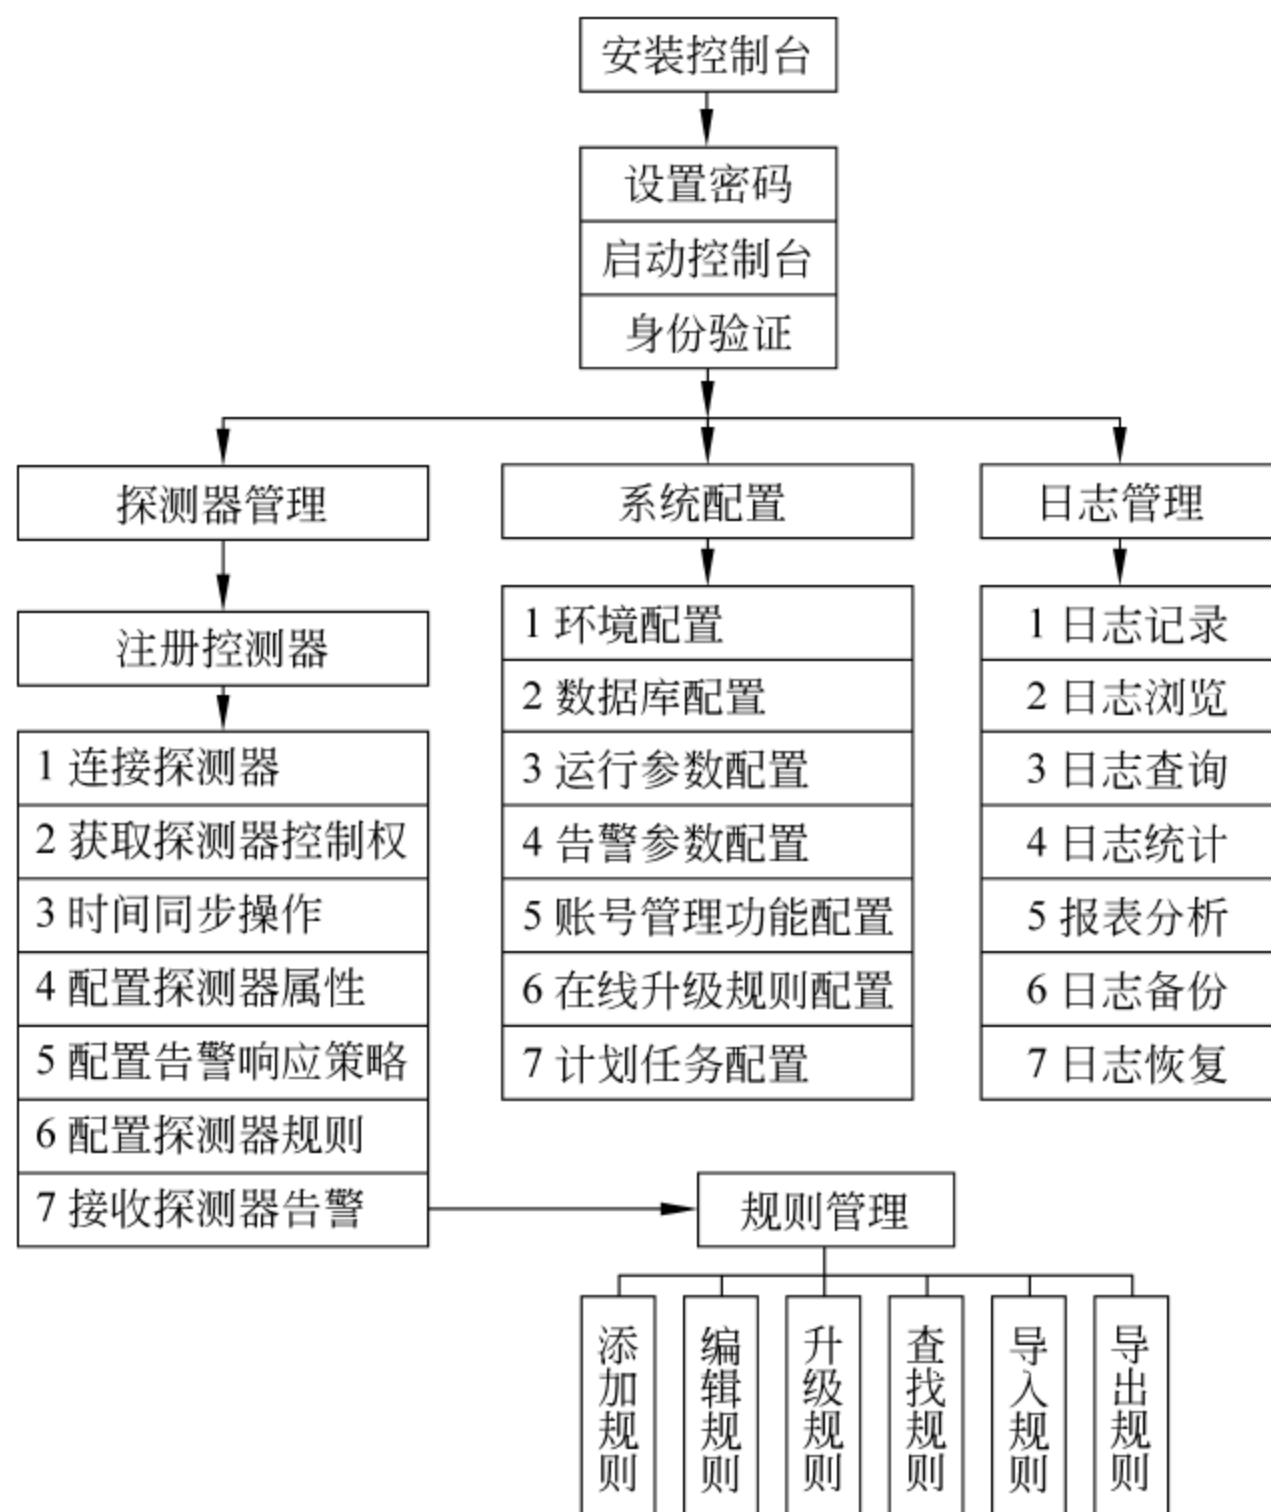 安装控制台
设置密码
启动控制台
身份验证
探测器管理
系统配置
日志管理
注册控测器
1 连接探测器
2 获取探测器控制权
3 时间同步操作
4 配置探测器属性
5 配置告警响应策略
6 配置探测器规则
7 接收探测器告警
1 环境配置
2 数据库配置
3 运行参数配置
4 告警参数配置
5 账号管理功能配置
6 在线升级规则配置
7 计划任务配置
1 日志记录
2 日志浏览
3 日志查询
4 日志统计
5 报表分析
6 日志备份
7 日志恢复
规则管理
添加规则
编辑规则
升级规则
查找规则
导入规则
导出规则